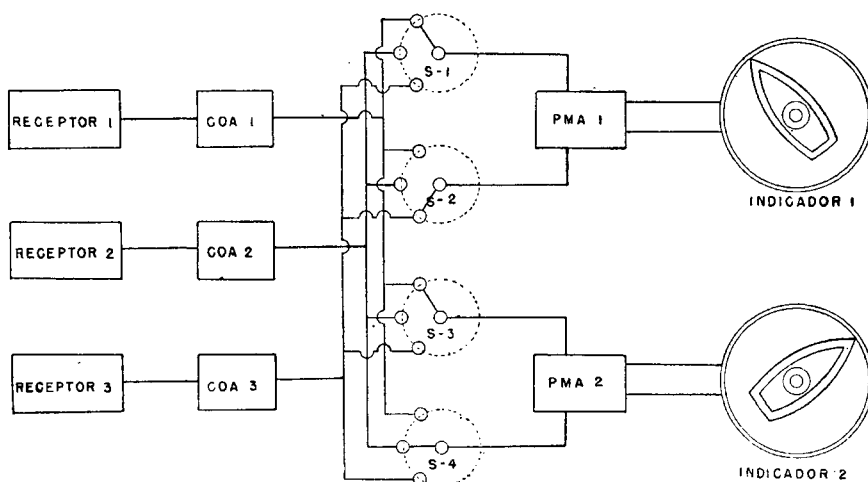 RECEPTOR 1
COA 1
S-1
PMA 1
INDICADOR 1
S-2
RECEPTOR 2
COA 2
S-3
RECEPTOR 3
COA 3
PMA 2
S-4
INDICADOR 2